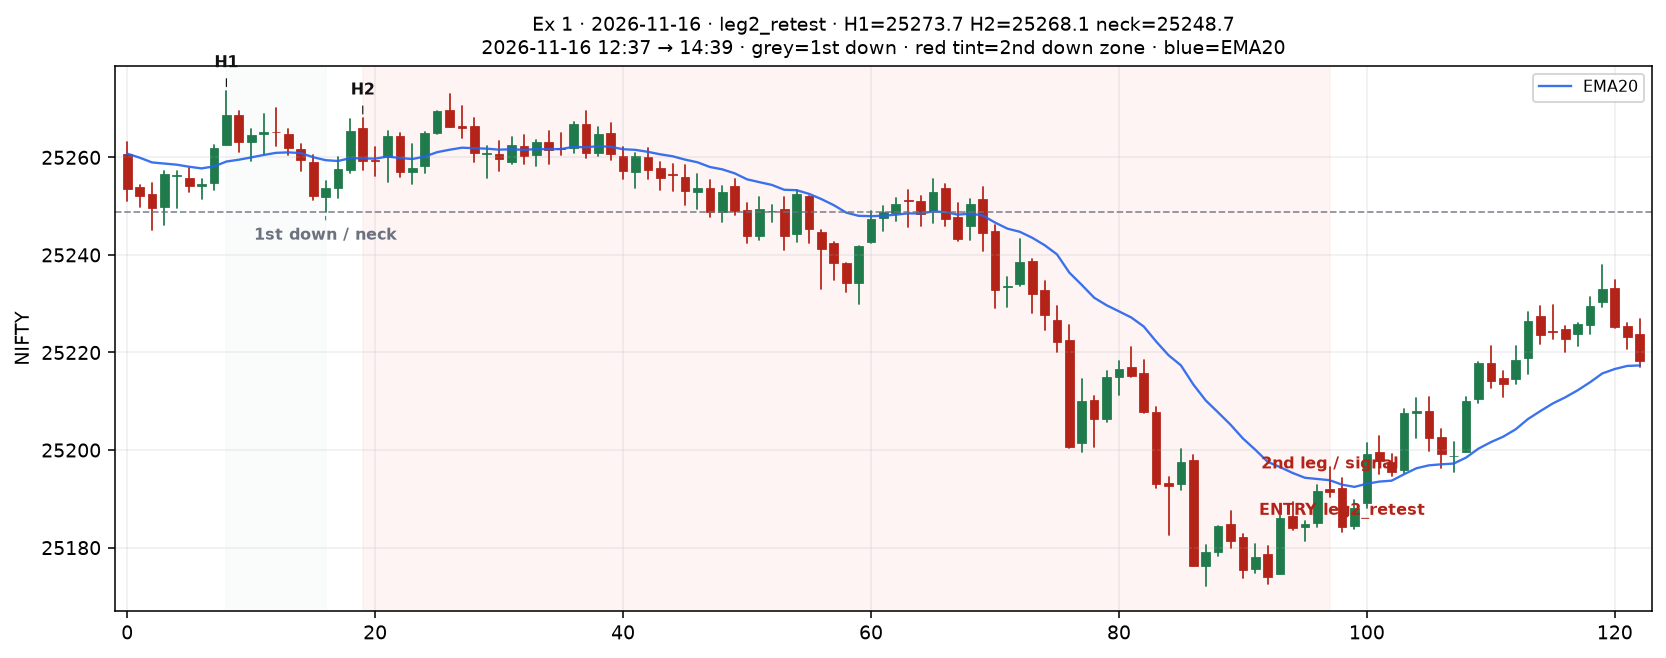 Ex 1 · 2026-11-16 · leg2_retest · H1=25273.7 H2=25268.1 neck=25248.7
2026-11-16 12:37 → 14:39 · grey=1st down · red tint=2nd down zone · blue=EMA20
H1
H2
EMA20
1st down / neck
2nd leg / signal
ENTRY leg2_retest
NIFTY
25260
25240
25220
25200
25180
0 20 40 60 80 100 120